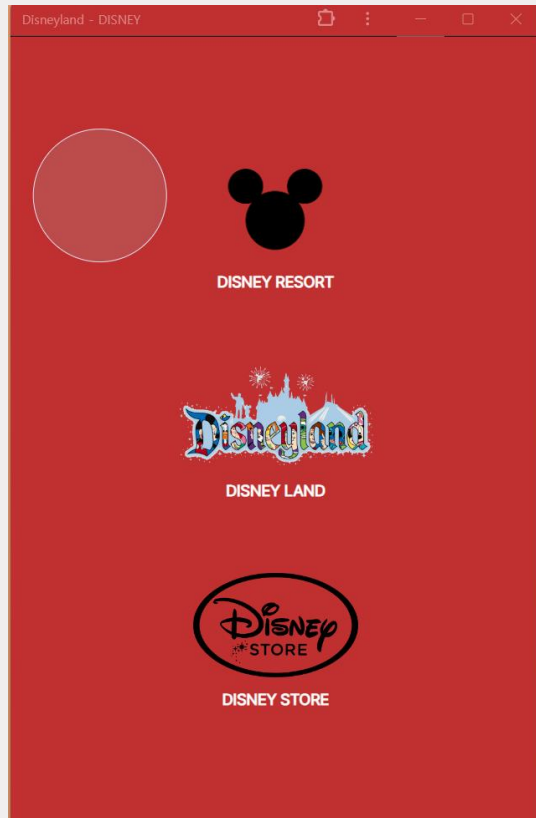 Disneyland - DISNEY
DISNEY RESORT
Disneyland
DISNEY LAND
DISNEY
STORE
DISNEY STORE